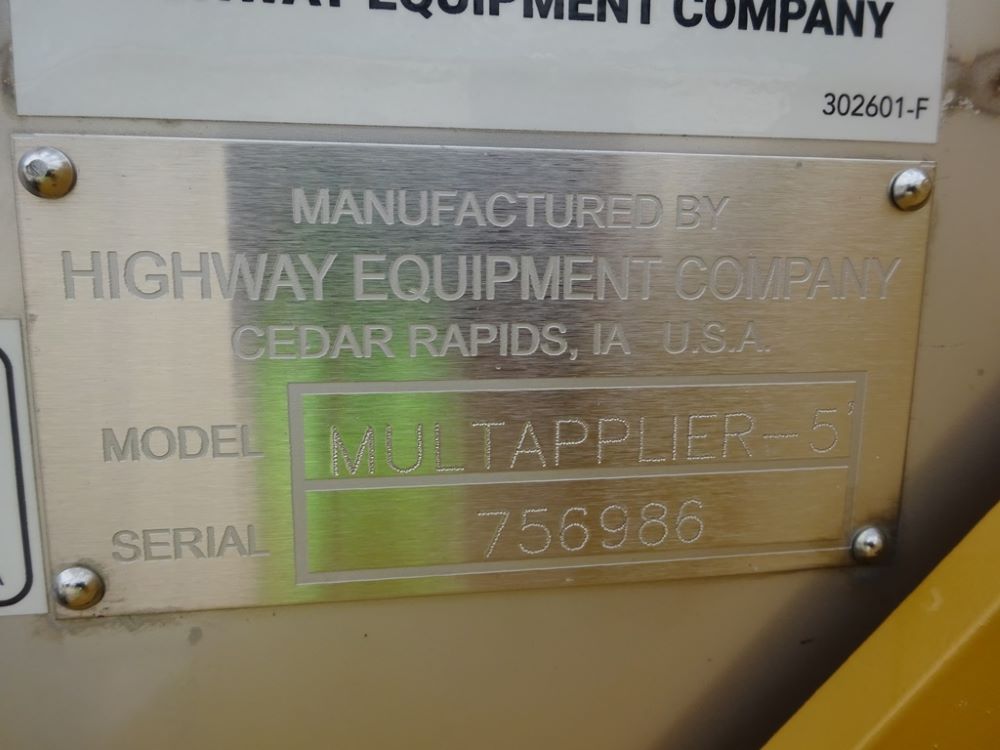 EQUIPMENT COMPANY
302601-F
MANUFACTURED BY
HIGHWAY EQUIPMENT COMPANY
CEDAR RAPIDS, IA U.S.A.
MODEL MULTAPPLIER-5'
SERIAL 756986